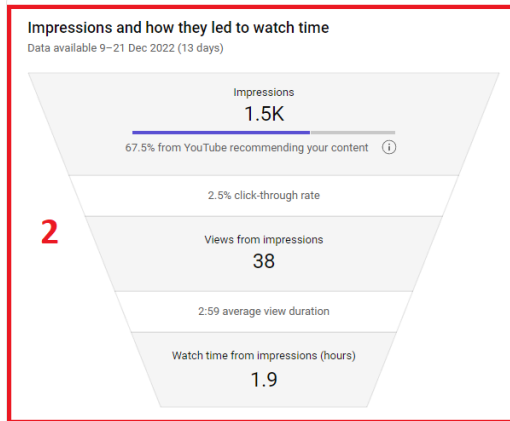 Impressions and how they led to watch time
Data available 9–21 Dec 2022 (13 days)
Impressions
1.5K
67.5% from YouTube recommending your content
2.5% click-through rate
2
Views from impressions
38
2:59 average view duration
Watch time from impressions (hours)
1.9